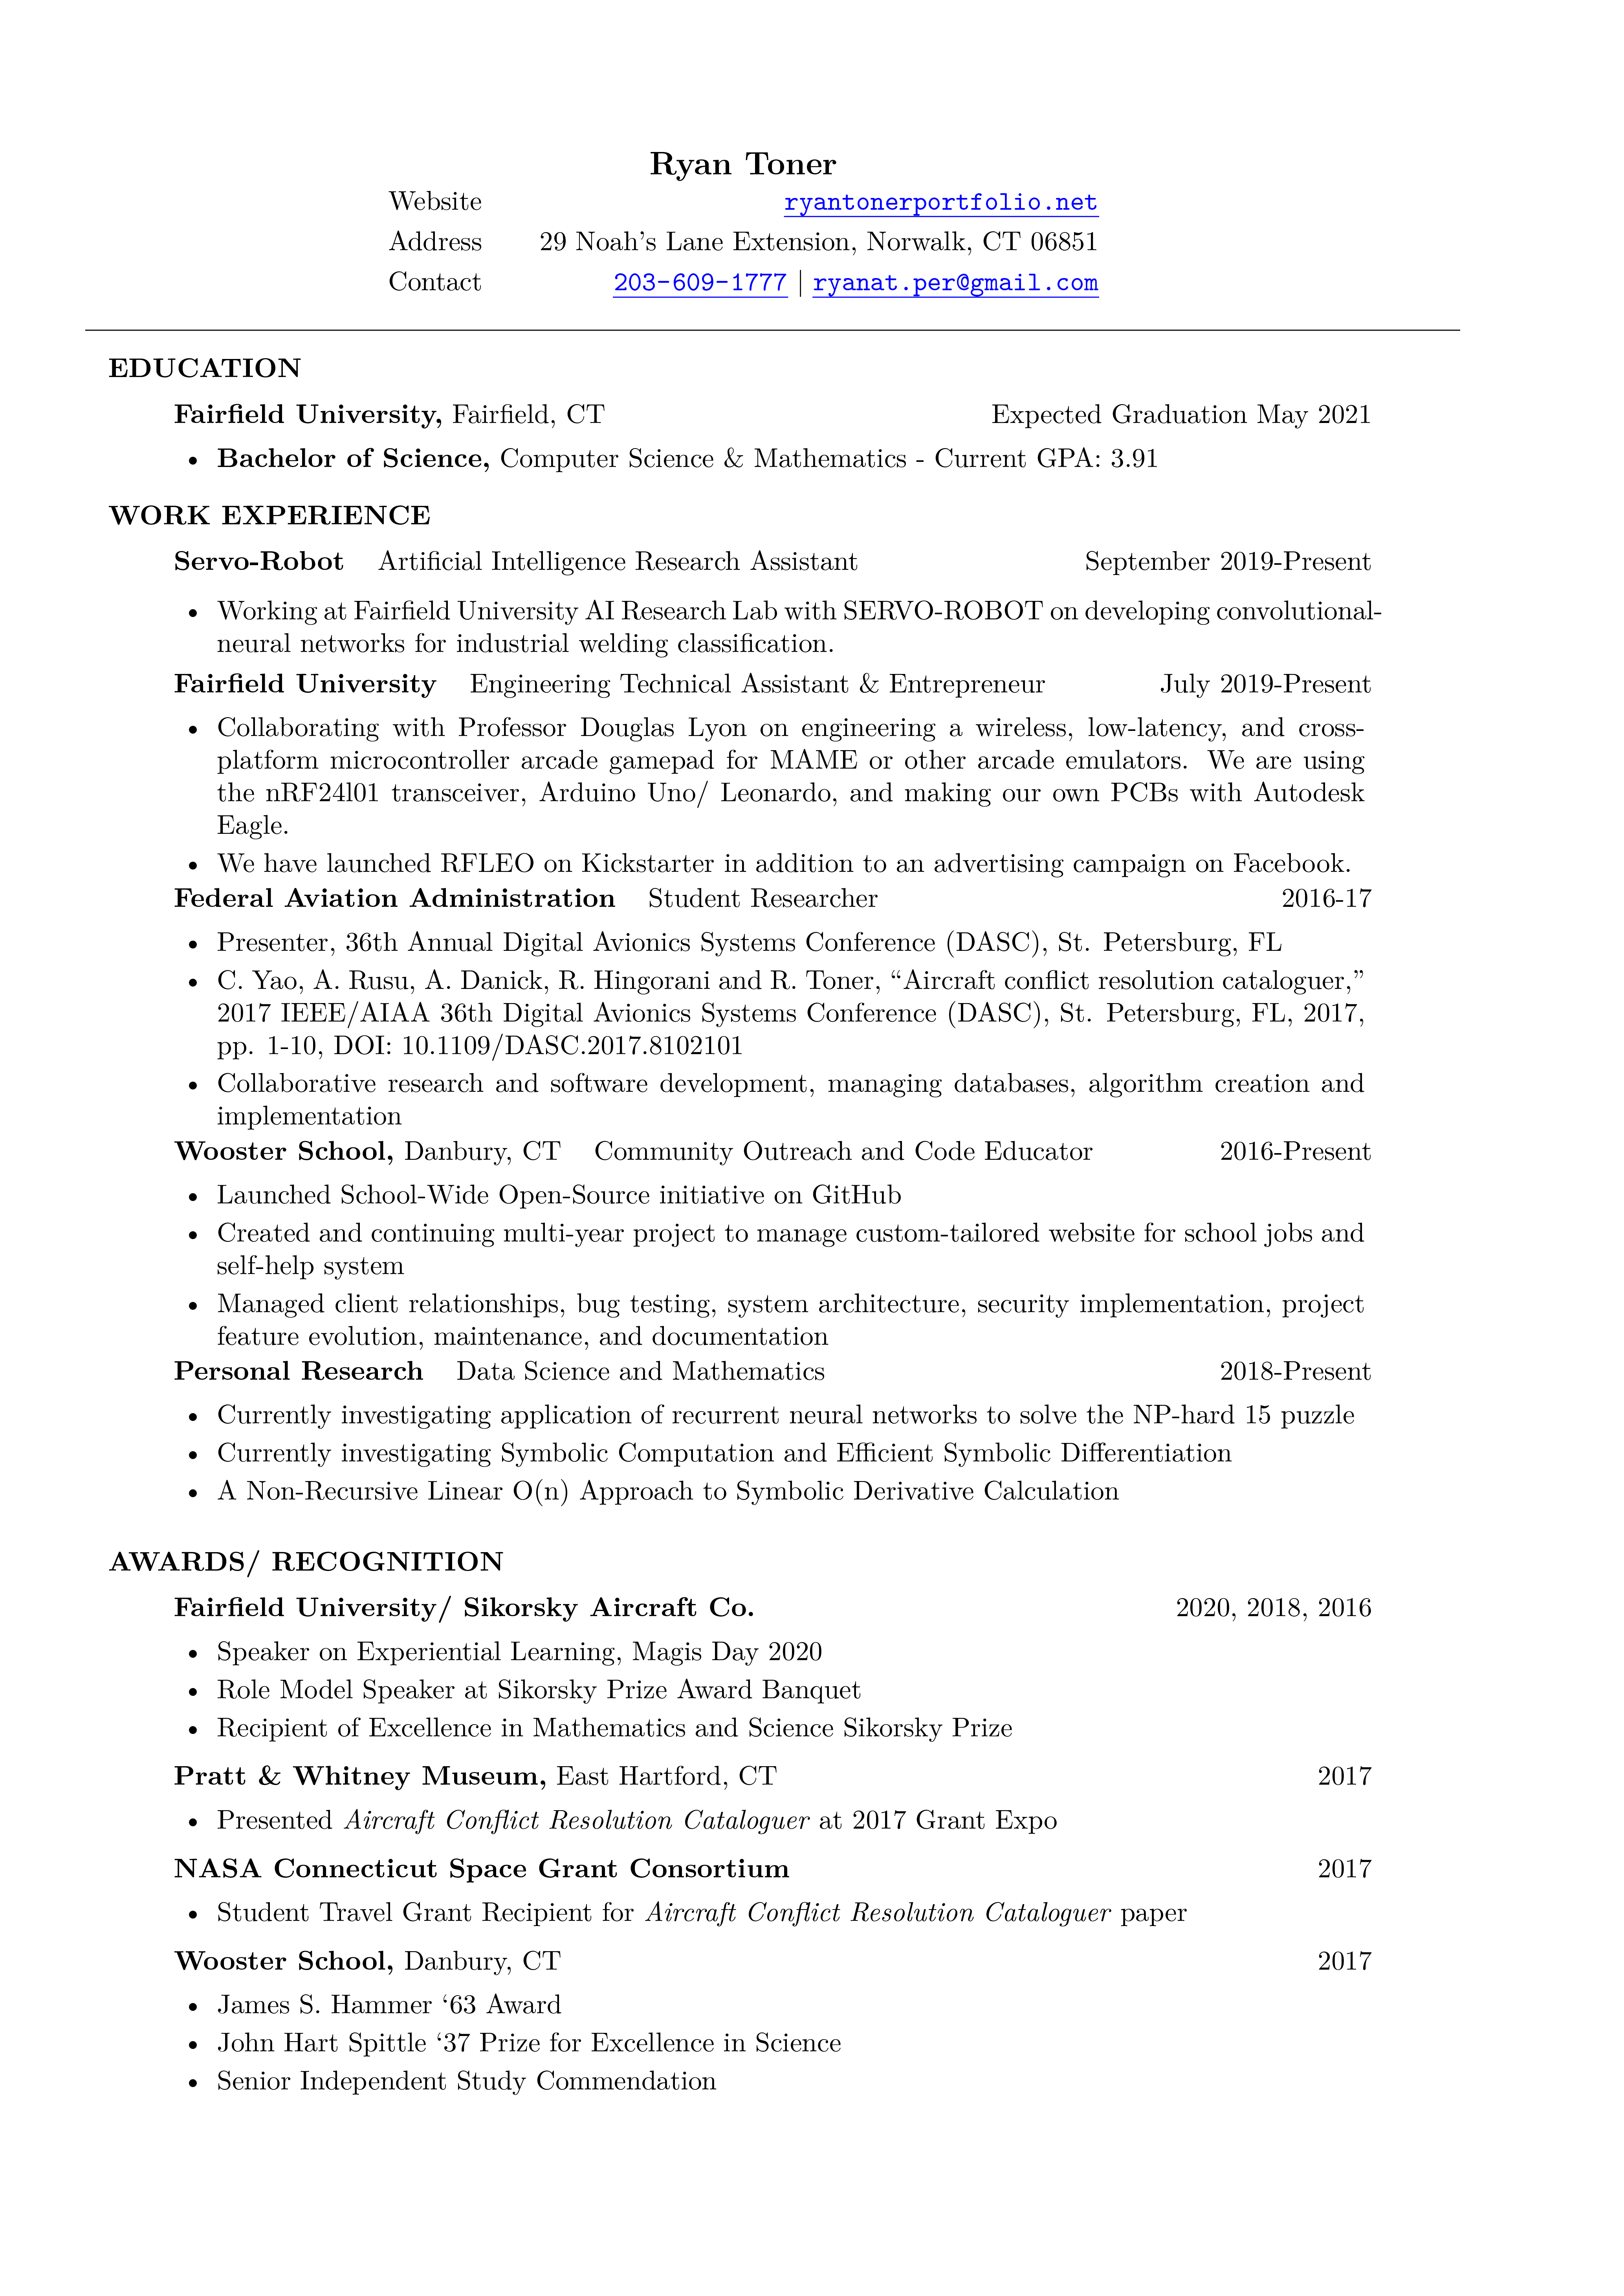 Ryan Toner
Website ryantonerportfolio.net
Address 29 Noah's Lane Extension, Norwalk, CT 06851
Contact 203-609-1777 | ryanat.per@gmail.com
EDUCATION
Fairfield University, Fairfield, CT Expected Graduation May 2021
• Bachelor of Science, Computer Science & Mathematics - Current GPA: 3.91
WORK EXPERIENCE
Servo-Robot Artificial Intelligence Research Assistant September 2019-Present
• Working at Fairfield University AI Research Lab with SERVO-ROBOT on developing convolutional-
neural networks for industrial welding classification.
Fairfield University Engineering Technical Assistant & Entrepreneur July 2019-Present
• Collaborating with Professor Douglas Lyon on engineering a wireless, low-latency, and cross-
platform microcontroller arcade gamepad for MAME or other arcade emulators. We are using
the nRF24l01 transceiver, Arduino Uno/ Leonardo, and making our own PCBs with Autodesk
Eagle.
• We have launched RFLEO on Kickstarter in addition to an advertising campaign on Facebook.
Federal Aviation Administration Student Researcher 2016-17
• Presenter, 36th Annual Digital Avionics Systems Conference (DASC), St. Petersburg, FL
• C. Yao, A. Rusu, A. Danick, R. Hingorani and R. Toner, “Aircraft conflict resolution cataloguer,”
2017 IEEE/AIAA 36th Digital Avionics Systems Conference (DASC), St. Petersburg, FL, 2017,
pp. 1-10, DOI: 10.1109/DASC.2017.8102101
• Collaborative research and software development, managing databases, algorithm creation and
implementation
Wooster School, Danbury, CT Community Outreach and Code Educator 2016-Present
• Launched School-Wide Open-Source initiative on GitHub
• Created and continuing multi-year project to manage custom-tailored website for school jobs and
self-help system
• Managed client relationships, bug testing, system architecture, security implementation, project
feature evolution, maintenance, and documentation
Personal Research Data Science and Mathematics 2018-Present
• Currently investigating application of recurrent neural networks to solve the NP-hard 15 puzzle
• Currently investigating Symbolic Computation and Efficient Symbolic Differentiation
• A Non-Recursive Linear O(n) Approach to Symbolic Derivative Calculation
AWARDS/ RECOGNITION
Fairfield University/ Sikorsky Aircraft Co. 2020, 2018, 2016
• Speaker on Experiential Learning, Magis Day 2020
• Role Model Speaker at Sikorsky Prize Award Banquet
• Recipient of Excellence in Mathematics and Science Sikorsky Prize
Pratt & Whitney Museum, East Hartford, CT 2017
• Presented Aircraft Conflict Resolution Cataloguer at 2017 Grant Expo
NASA Connecticut Space Grant Consortium 2017
• Student Travel Grant Recipient for Aircraft Conflict Resolution Cataloguer paper
Wooster School, Danbury, CT 2017
• James S. Hammer ‘63 Award
• John Hart Spittle ‘37 Prize for Excellence in Science
• Senior Independent Study Commendation